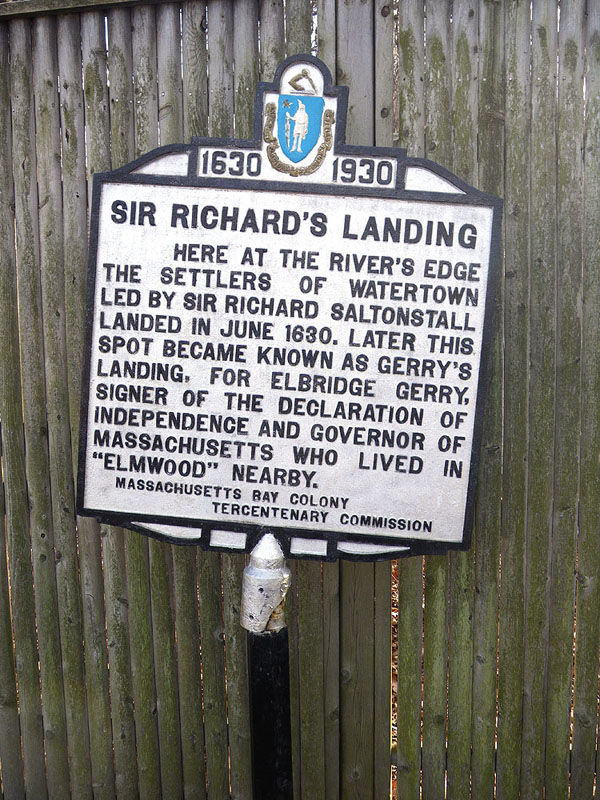 1630 1930
SIR RICHARD'S LANDING
HERE AT THE RIVER'S EDGE
THE SETTLERS OF WATERTOWN
LED BY SIR RICHARD SALTONSTALL
LANDED IN JUNE 1630. LATER THIS
SPOT BECAME KNOWN AS GERRY'S
LANDING, FOR ELBRIDGE GERRY,
SIGNER OF THE DECLARATION OF
INDEPENDENCE AND GOVERNOR OF
MASSACHUSETTS WHO LIVED IN
"ELMWOOD" NEARBY.
MASSACHUSETTS BAY COLONY
TERCENTENARY COMMISSION